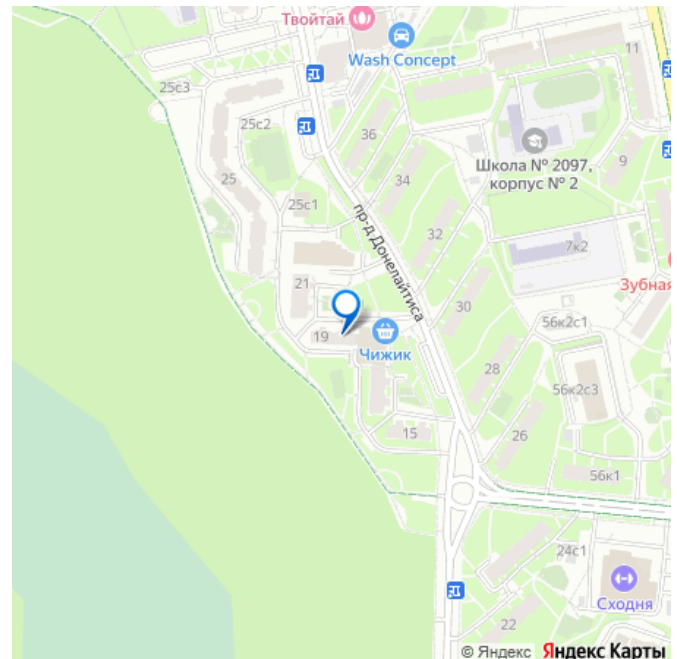 Твойтай
Wash Concept
11
25с3
36
25с2
Школа № 2097,
корпус № 2
9
25
34
25с1
пр-д Донелайтиса
32
7к2
Зубная
21
30
56к2с1
19
Чижик
28
56к2с3
15
26
56к1
24с1
Сходня
22
© Яндекс Яндекс Карты